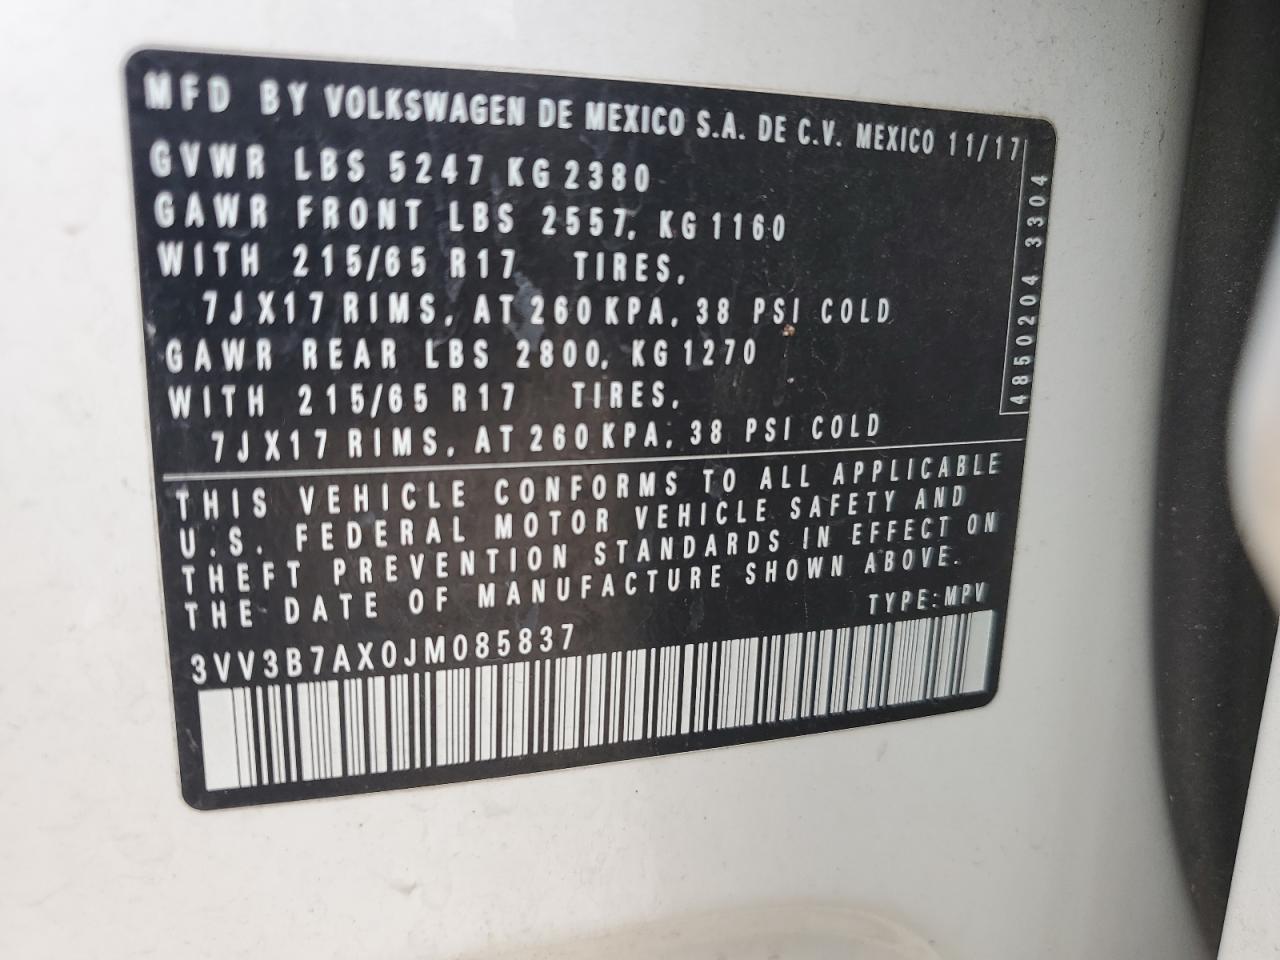 MFD BY VOLKSWAGEN DE MEXICO S.A. DE C.V. MEXICO 11/17
GVWR LBS 5247 KG 2380
GAWR FRONT LBS 2557, KG 1160
WITH 215/65 R17 TIRES,
7JX17 RIMS, AT 260 KPA, 38 PSI COLD
GAWR REAR LBS 2800, KG 1270
WITH 215/65 R17 TIRES,
7JX17 RIMS, AT 260 KPA, 38 PSI COLD
4850204 3304
THIS VEHICLE CONFORMS TO ALL APPLICABLE
U.S. FEDERAL MOTOR VEHICLE SAFETY AND
THEFT PREVENTION STANDARDS IN EFFECT ON
THE DATE OF MANUFACTURE SHOWN ABOVE.
TYPE:MPV
3VV3B7AX0JM085837